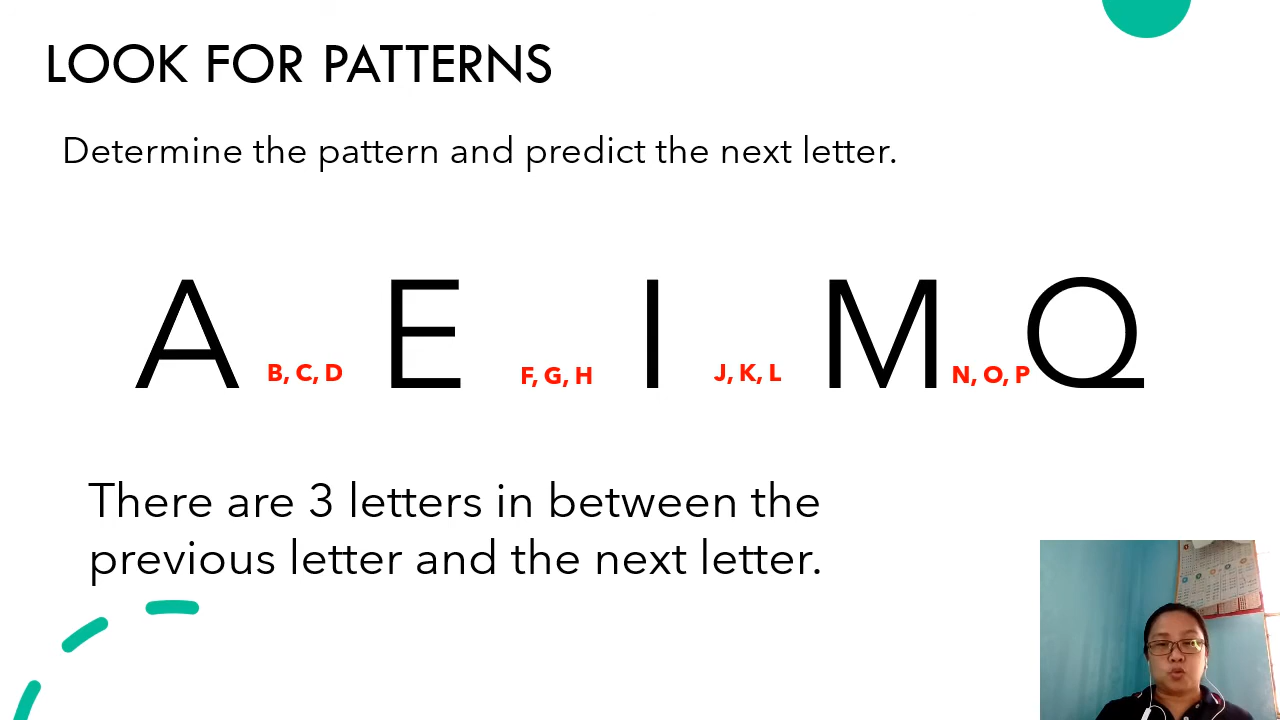 LOOK FOR PATTERNS
Determine the pattern and predict the next letter.
A B, C, D E F, G, H I J, K, L M N, O, P Q
There are 3 letters in between the
previous letter and the next letter.